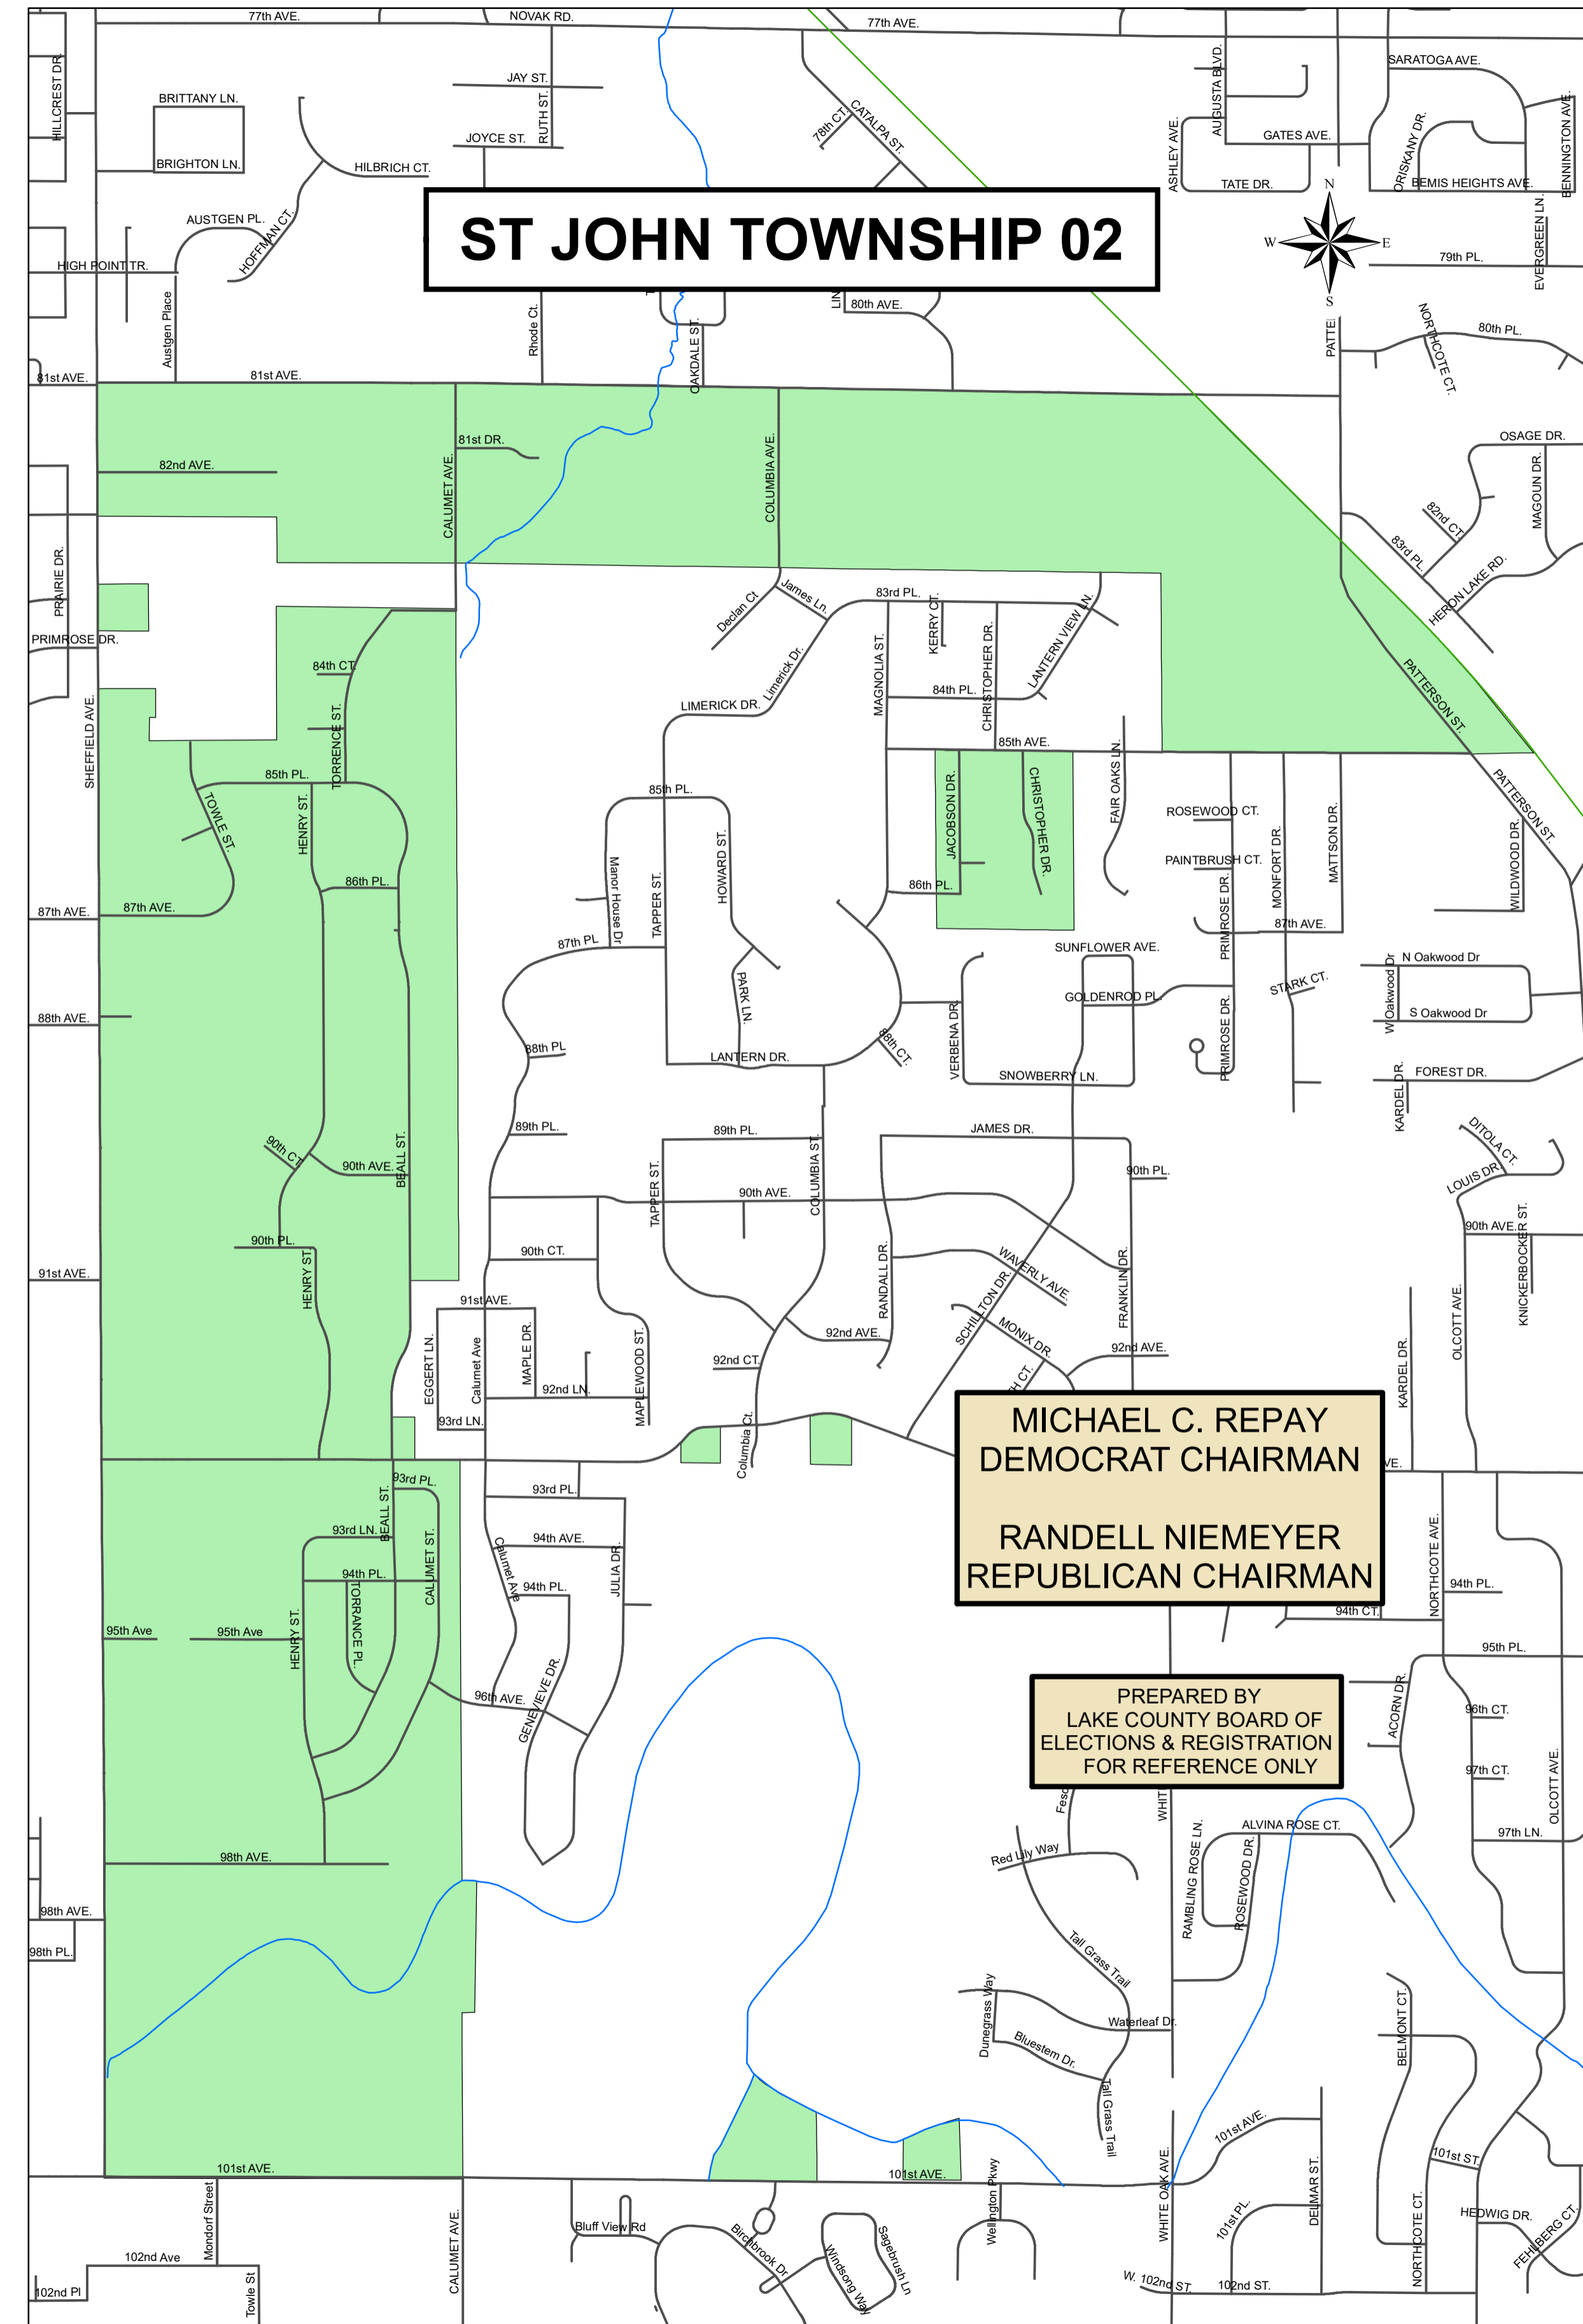 77th AVE.
NOVAK RD.
77th AVE.
HILLCREST DR.
BRITTANY LN.
BRIGHTON LN.
HILBRICH CT.
JAY ST.
RUTH ST.
JOYCE ST.
78th CT.
CATALPA ST.
ASHLEY AVE.
AUGUSTA BLVD.
GATES AVE.
TATE DR.
SARATOGA AVE.
ORISKANY DR.
BEMIS HEIGHTS AVE.
BENNINGTON AVE.
AUSTGEN PL.
HOFFMAN CT.
HIGH POINT TR.
Austgen Place
ST JOHN TOWNSHIP 02
N
W
E
S
79th PL.
EVERGREEN LN.
80th AVE.
LIN
Rhode Ct.
OAKDALE ST.
PATTE
NORTHCOTE CT.
80th PL.
81st AVE.
81st AVE.
81st DR.
82nd AVE.
CALUMET AVE.
COLUMBIA AVE.
OSAGE DR.
MAGOUN DR.
82nd CT.
83rd PL.
HERON LAKE RD.
PRAIRIE DR.
PRIMROSE DR.
SHEFFIELD AVE.
Declan Ct
James Ln.
Limerick Dr.
LIMERICK DR.
83rd PL.
KERRY CT.
MAGNOLIA ST.
CHRISTOPHER DR.
LANTERN VIEW LN.
84th PL.
84th CT.
TORRENCE ST.
85th AVE.
PATTERSON ST.
PATTERSON ST.
85th PL.
TOWLE ST.
HENRY ST.
86th PL.
87th AVE.
87th AVE.
85th PL.
HOWARD ST.
Manor House Dr
TAPPER ST.
87th PL
PARK LN.
JACOBSON DR.
CHRISTOPHER DR.
86th PL.
FAIR OAKS LN.
ROSEWOOD CT.
PAINTBRUSH CT.
PRIMROSE DR.
MONFORT DR.
MATTSON DR.
87th AVE.
WILDWOOD DR.
SUNFLOWER AVE.
GOLDENROD PL.
STARK CT.
N Oakwood Dr
W Oakwood Dr
S Oakwood Dr
88th AVE.
88th PL
LANTERN DR.
88th CT.
VERBENA DR.
SNOWBERRY LN.
PRIMROSE DR.
FOREST DR.
KARDEL DR.
89th PL.
89th PL.
COLUMBIA ST.
JAMES DR.
90th PL.
DITOLA CT.
LOUIS DR.
90th CT.
90th AVE.
BEALL ST.
TAPPER ST.
90th AVE.
90th AVE.
KNICKERBOCKER ST.
90th PL.
HENRY ST.
90th CT.
RANDALL DR.
WAVERLY AVE.
SCHILLTON DR.
FRANKLIN DR.
91st AVE.
91st AVE.
EGGERT LN.
Calumet Ave
MAPLE DR.
92nd LN.
MAPLEWOOD ST.
92nd AVE.
92nd CT.
MONIX DR.
92nd AVE.
H CT.
KARDEL DR.
OLCOTT AVE.
93rd LN.
Columbia Ct.
MICHAEL C. REPAY
DEMOCRAT CHAIRMAN
RANDELL NIEMEYER
REPUBLICAN CHAIRMAN
VE.
93rd PL.
BEALL ST.
93rd LN.
CALUMET ST.
94th PL.
TORRANCE PL.
HENRY ST.
95th Ave
95th Ave
93rd PL.
94th AVE.
Calumet Ave
94th PL.
JULIA DR.
96th AVE.
GENEVIEVE DR.
NORTHCOTE AVE.
94th PL.
94th CT.
95th PL.
ACORN DR.
96th CT.
97th CT.
OLCOTT AVE.
97th LN.
PREPARED BY
LAKE COUNTY BOARD OF
ELECTIONS & REGISTRATION
FOR REFERENCE ONLY
Fesc
WHIT
98th AVE.
98th AVE.
98th PL.
Red Lily Way
RAMBLING ROSE LN.
ROSEWOOD DR.
ALVINA ROSE CT.
Tall Grass Trail
Dunegrass Way
Waterleaf Dr.
Bluestem Dr.
Tall Grass Trail
BELMONT CT.
101st AVE.
101st AVE.
WHITE OAK AVE.
101st AVE.
101st PL.
DELMAR ST.
101st ST.
NORTHCOTE CT.
HEDWIG DR.
FEHLBERG CT.
Mondorf Street
102nd Ave
102nd Pl
Towle St
CALUMET AVE.
Bluff View Rd
Birchbrook Dr
Windsong Way
Sagebrush Ln
Wellington Pkwy
W. 102nd ST.
102nd ST.